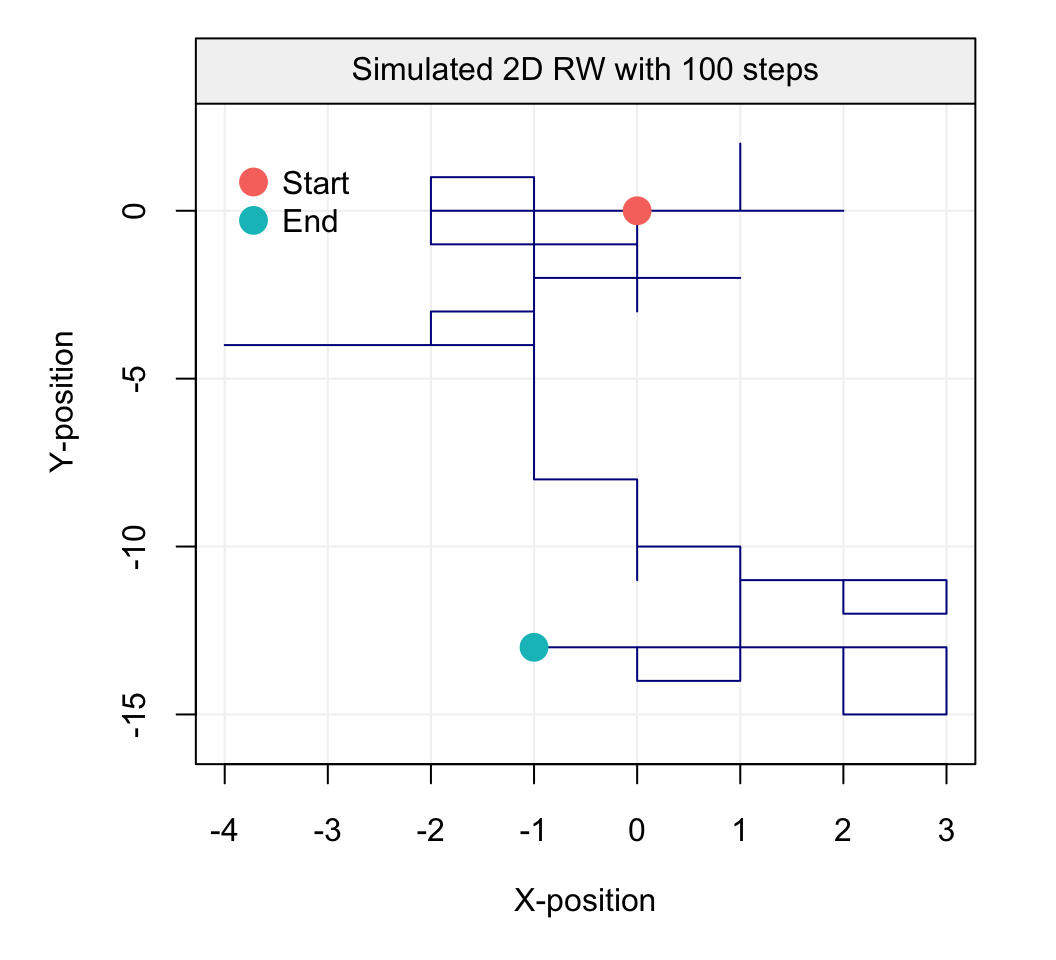 Simulated 2D RW with 100 steps
Start
End
0
-5
-10
-15
Y-position
-4 -3 -2 -1 0 1 2 3
X-position